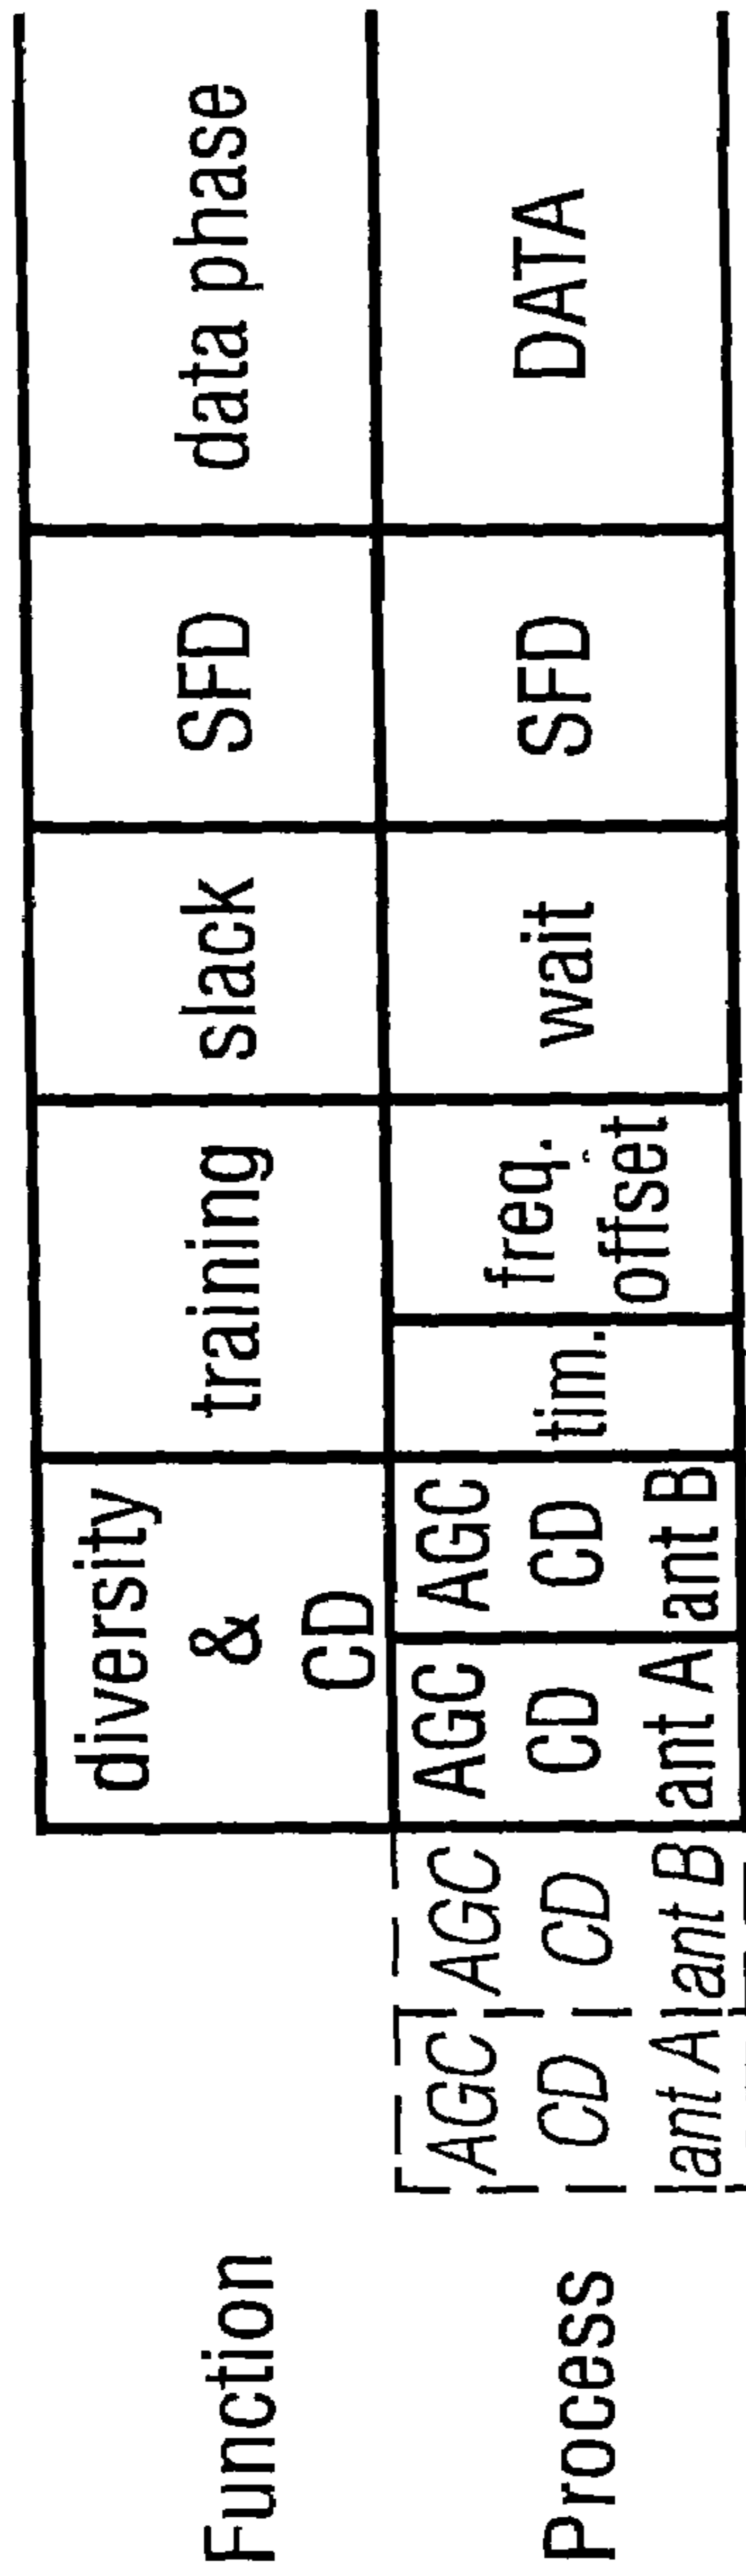 Function
diversity
&
CD
training
slack
SFD
data phase
Process
AGC
CD
ant A
AGC
CD
ant B
AGC
CD
ant A
AGC
CD
ant B
tim.
freq.
offset
wait
SFD
DATA